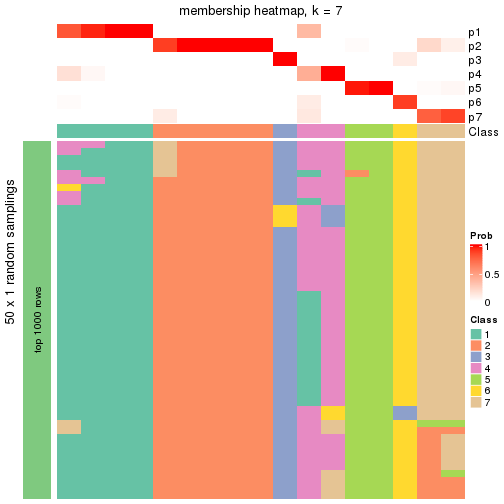 membership heatmap, k = 7
p1
p2
p3
p4
p5
p6
p7
Class
50 x 1 random samplings
top 1000 rows
Prob
1
0.5
0
Class
1
2
3
4
5
6
7